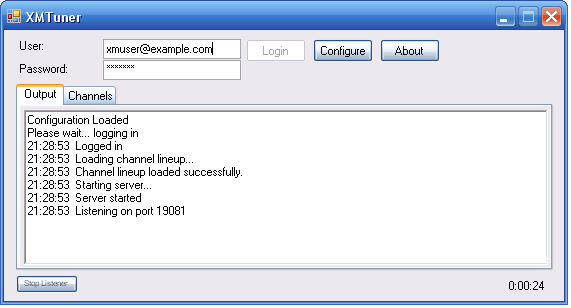 XMTuner
User: xmuser@example.com Login Configure About
Password: *******
Output Channels
Configuration Loaded
Please wait... logging in
21:28:53 Logged in
21:28:53 Loading channel lineup...
21:28:53 Channel lineup loaded successfully.
21:28:53 Starting server...
21:28:53 Server started
21:28:53 Listening on port 19081
Stop Listener 0:00:24